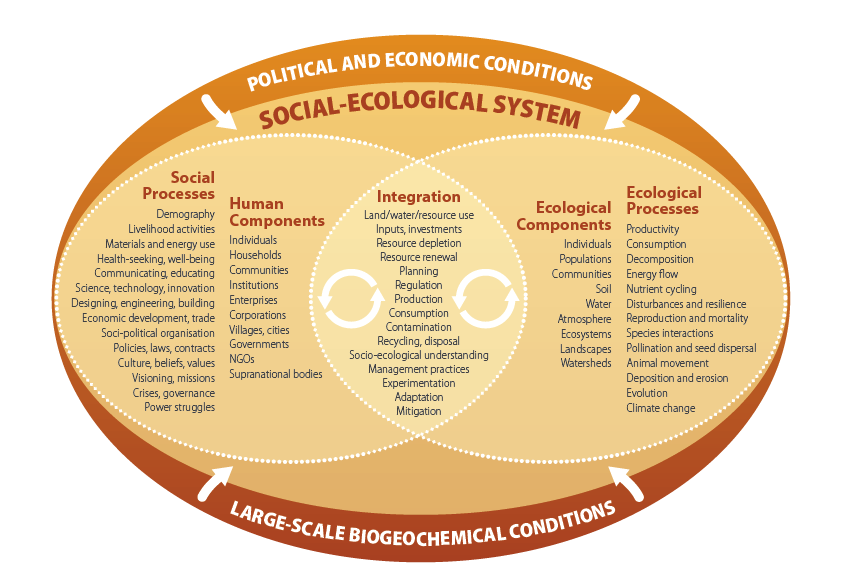 POLITICAL AND ECONOMIC CONDITIONS
SOCIAL-ECOLOGICAL SYSTEM
Social
Processes
Demography
Livelihood activities
Materials and energy use
Health-seeking, well-being
Communicating, educating
Science, technology, innovation
Designing, engineering, building
Economic development, trade
Soci-political organisation
Policies, laws, contracts
Culture, beliefs, values
Visioning, missions
Crises, governance
Power struggles
Human
Components
Individuals
Households
Communities
Institutions
Enterprises
Corporations
Villages, cities
Governments
NGOs
Supranational bodies
Integration
Land/water/resource use
Inputs, investments
Resource depletion
Resource renewal
Planning
Regulation
Production
Consumption
Contamination
Recycling, disposal
Socio-ecological understanding
Management practices
Experimentation
Adaptation
Mitigation
Ecological
Components
Individuals
Populations
Communities
Soil
Water
Atmosphere
Ecosystems
Landscapes
Watersheds
Ecological
Processes
Productivity
Consumption
Decomposition
Energy flow
Nutrient cycling
Disturbances and resilience
Reproduction and mortality
Species interactions
Pollination and seed dispersal
Animal movement
Deposition and erosion
Evolution
Climate change
LARGE-SCALE BIOGEOCHEMICAL CONDITIONS